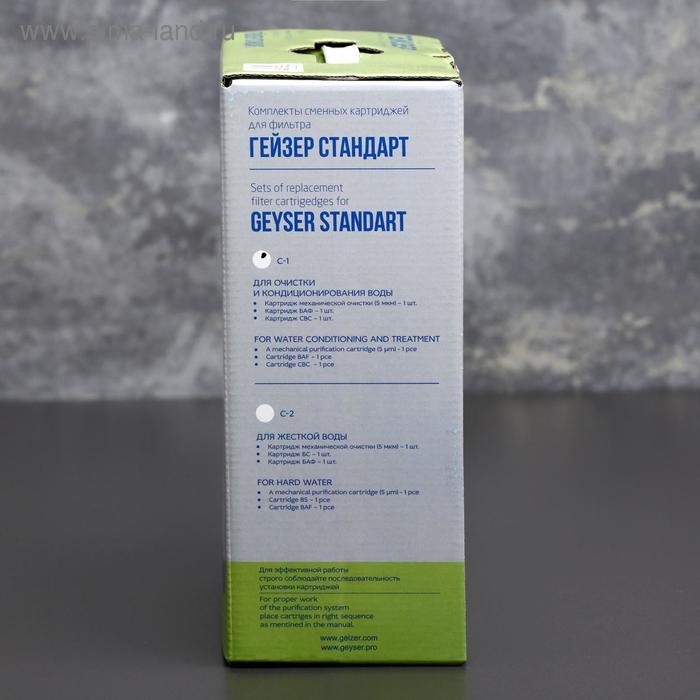 www.sima-land.ru
Комплекты сменных картриджей
для фильтра
ГЕЙЗЕР СТАНДАРТ
Sets of replacement
filter cartrigedges for
GEYSER STANDART
С-1
ДЛЯ ОЧИСТКИ
И КОНДИЦИОНИРОВАНИЯ ВОДЫ
• Картридж механической очистки (5 мкм) – 1 шт.
• Картридж БАФ – 1 шт.
• Картридж СВС – 1 шт.
FOR WATER CONDITIONING AND TREATMENT
• A mechanical purification cartridge (5 µm) - 1 pce
• Cartridge BAF – 1 pce
• Cartridge CBC – 1 pce
С-2
ДЛЯ ЖЕСТКОЙ ВОДЫ
• Картридж механической очистки (5 мкм) – 1 шт.
• Картридж БС – 1 шт.
• Картридж БАФ – 1 шт.
FOR HARD WATER
• A mechanical purification cartridge (5 µm) - 1 pce
• Cartridge BS – 1 pce
• Cartridge BAF – 1 pce
Для эффективной работы
строго соблюдайте последовательность
установки картриджей
For proper work
of the purification system
place cartriges in right sequence
as mentined in the manual.
www.geizer.com
www.geyser.pro